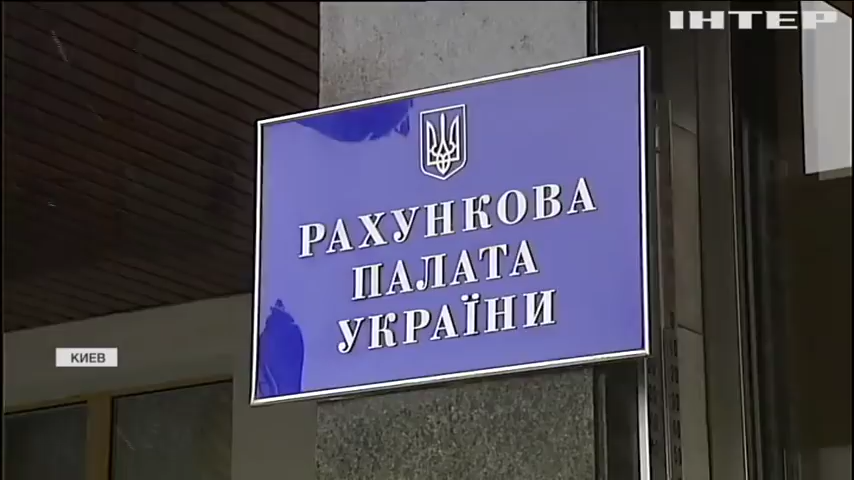 ІНТЕР
РАХУНКОВА
ПАЛАТА
УКРАЇНИ
КИЕВ